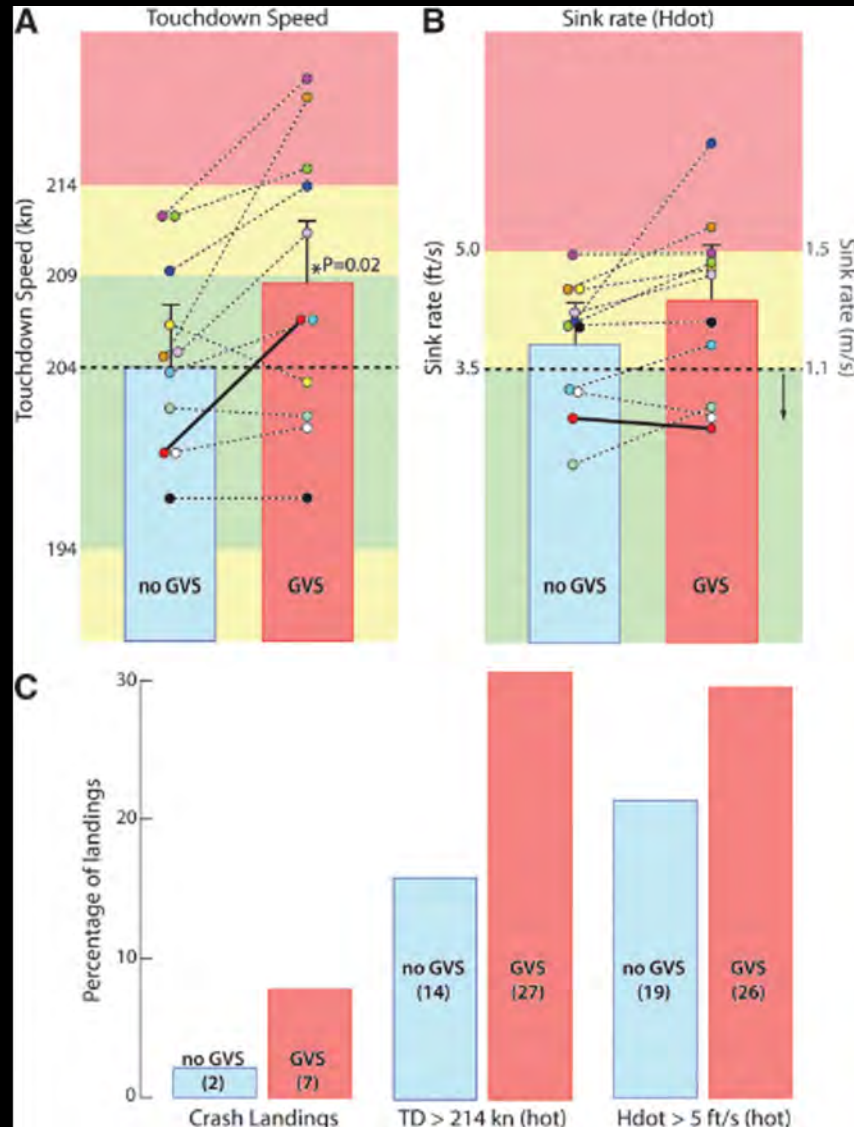 A
Touchdown Speed
214
209
204
194
Touchdown Speed (kn)
*P=0.02
no GVS
GVS
B
Sink rate (Hdot)
5.0
3.5
Sink rate (ft/s)
1.5
1.1
Sink rate (m/s)
no GVS
GVS
C
30
20
10
0
Percentage of landings
no GVS
(2)
GVS
(7)
no GVS
(14)
GVS
(27)
no GVS
(19)
GVS
(26)
Crash Landings
TD > 214 kn (hot)
Hdot > 5 ft/s (hot)